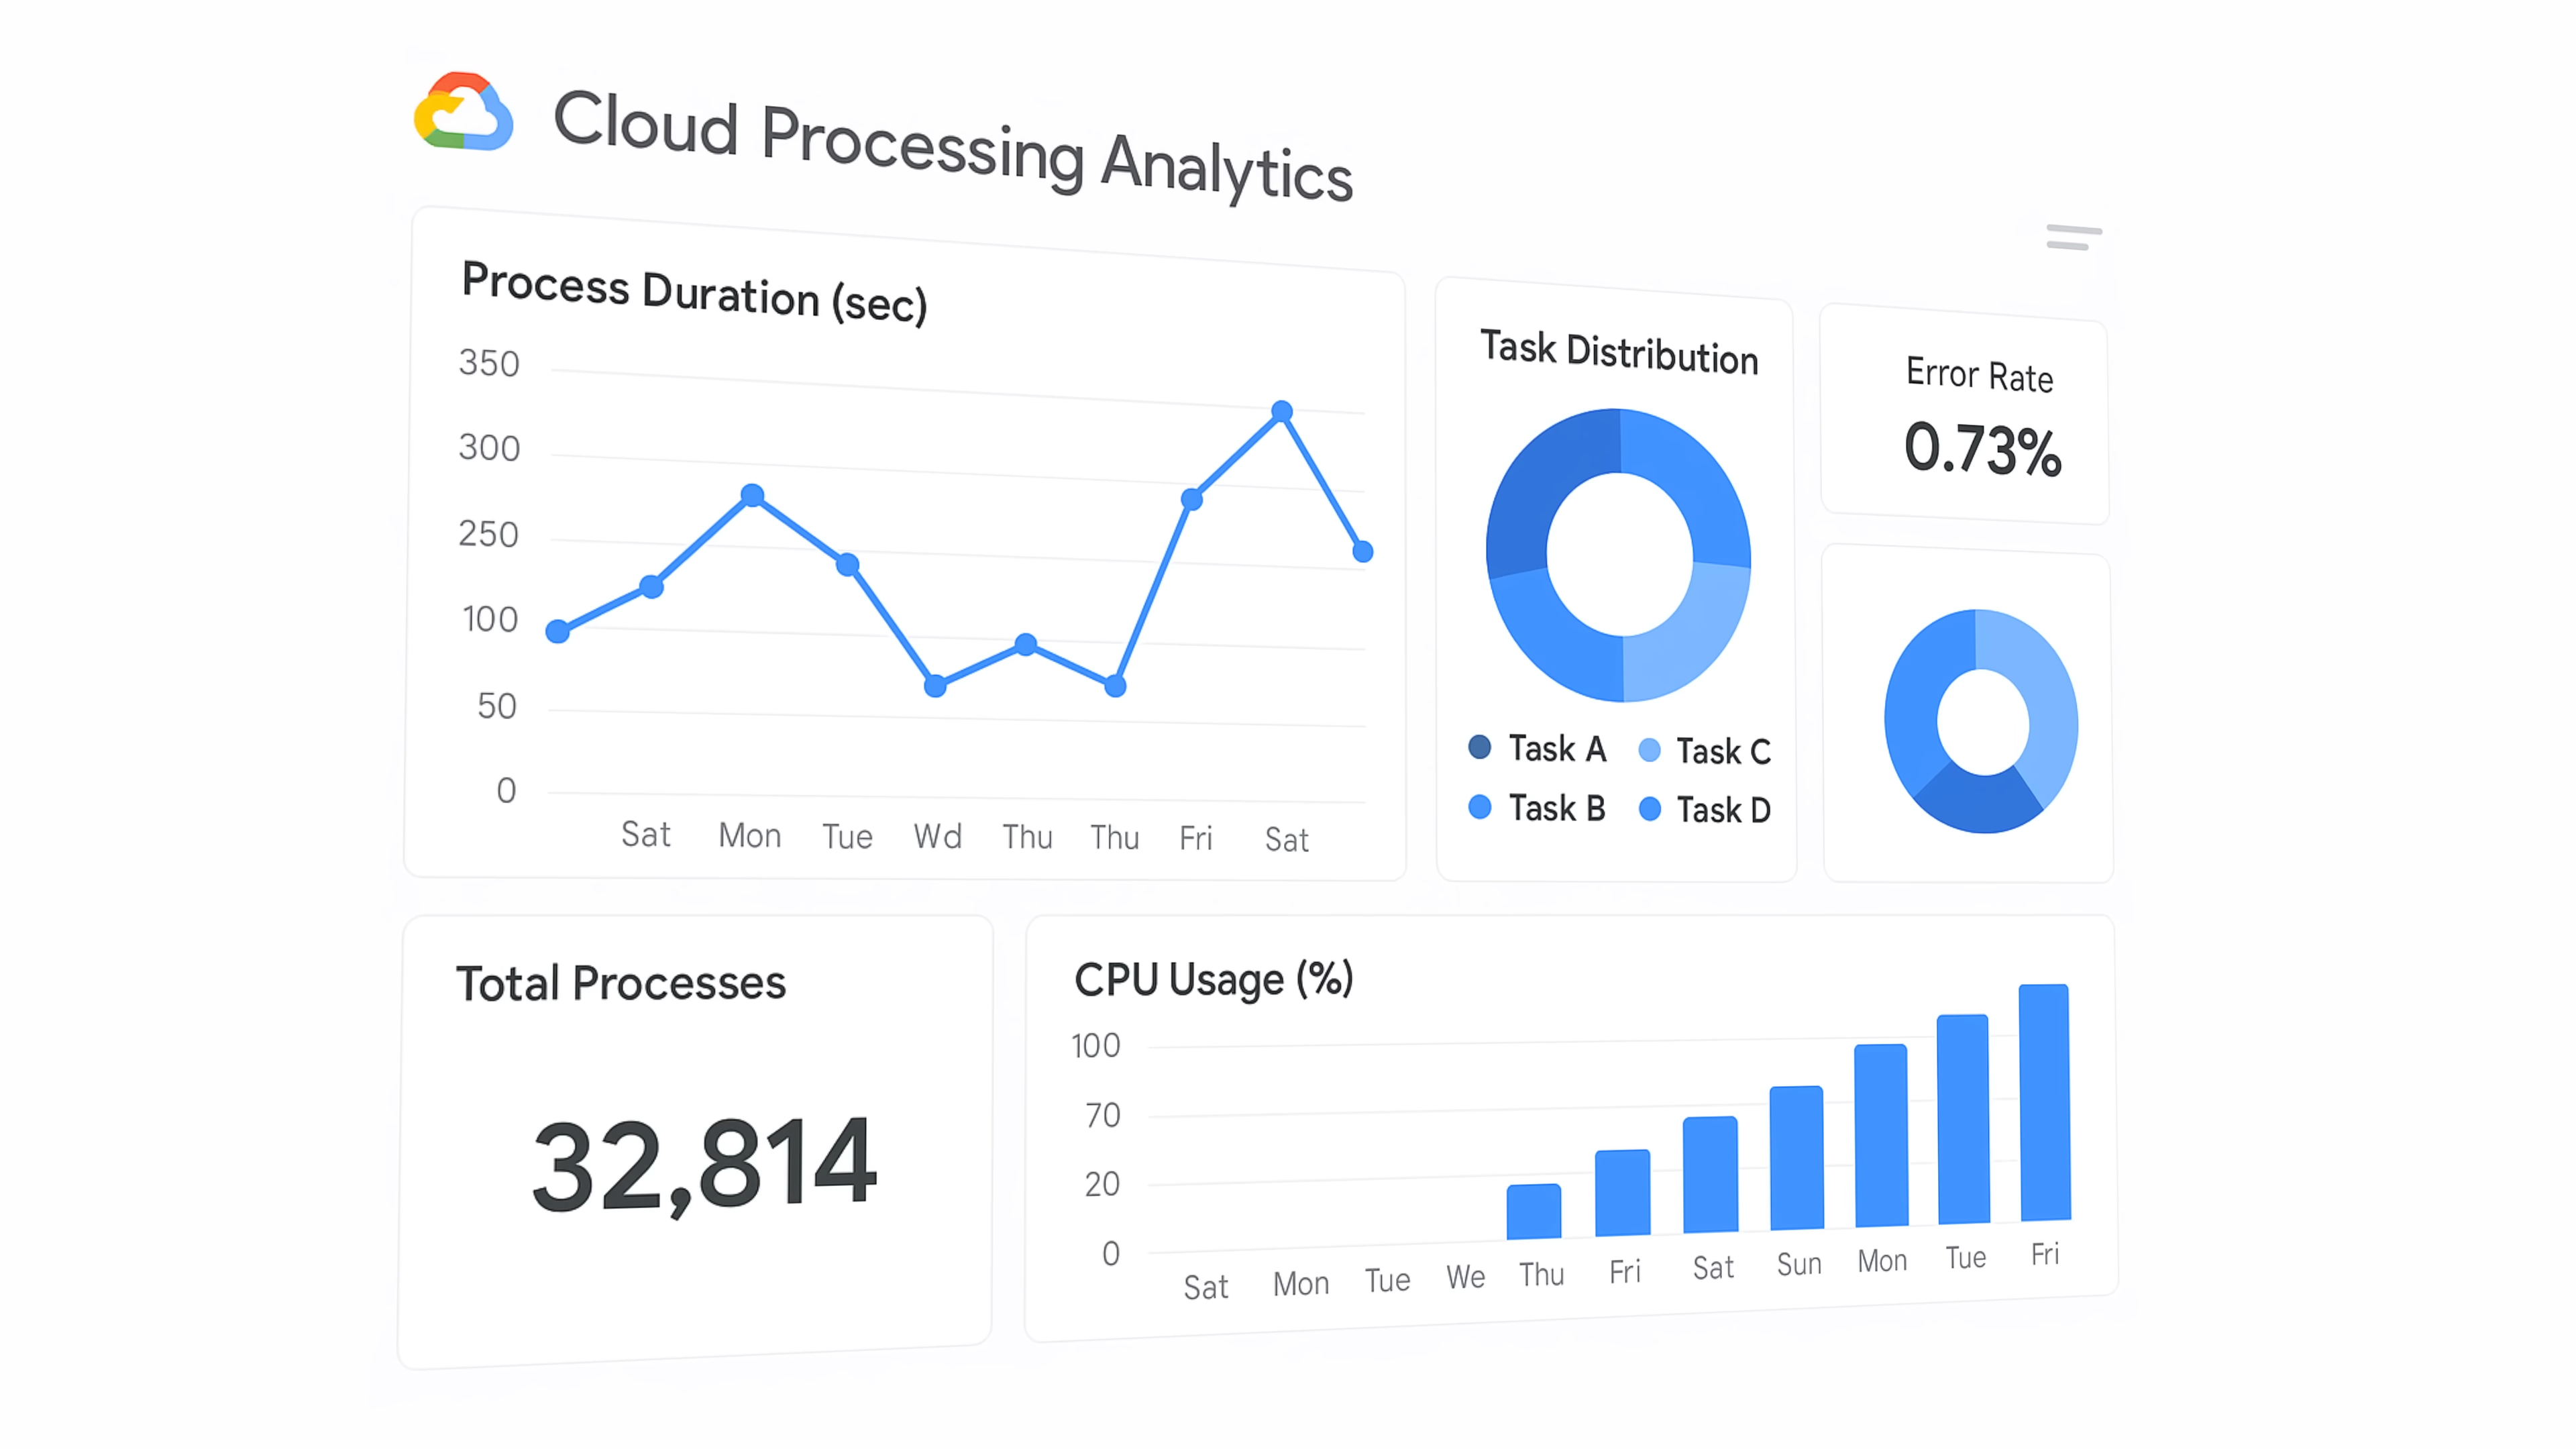 Cloud Processing Analytics
Process Duration (sec)
350
300
250
100
50
0
Sat Mon Tue Wd Thu Thu Fri Sat
Task Distribution
Task A Task C
Task B Task D
Error Rate
0.73%
Total Processes
32,814
CPU Usage (%)
100
70
20
0
Sat Mon Tue We Thu Fri Sat Sun Mon Tue Fri